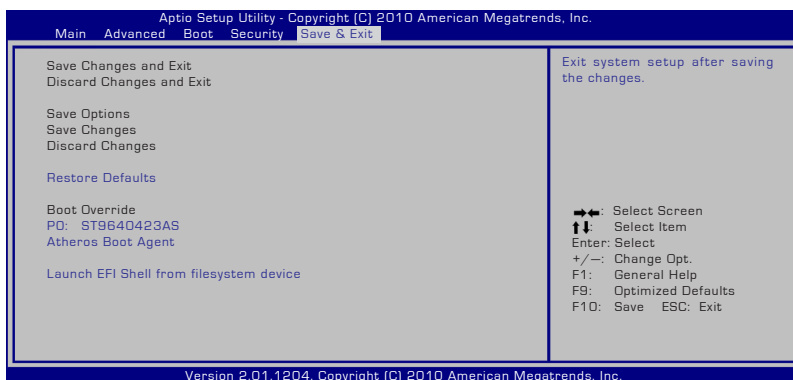 Aptio Setup Utility - Copyright (C) 2010 American Megatrends, Inc.
Main Advanced Boot Security Save & Exit
Save Changes and Exit
Discard Changes and Exit
Save Options
Save Changes
Discard Changes
Restore Defaults
Boot Override
P0: ST9640423AS
Atheros Boot Agent
Launch EFI Shell from filesystem device
Exit system setup after saving
the changes.
→←: Select Screen
↑↓: Select Item
Enter: Select
+/—: Change Opt.
F1: General Help
F9: Optimized Defaults
F10: Save ESC: Exit
Version 2.01.1204. Copyright (C) 2010 American Megatrends, Inc.